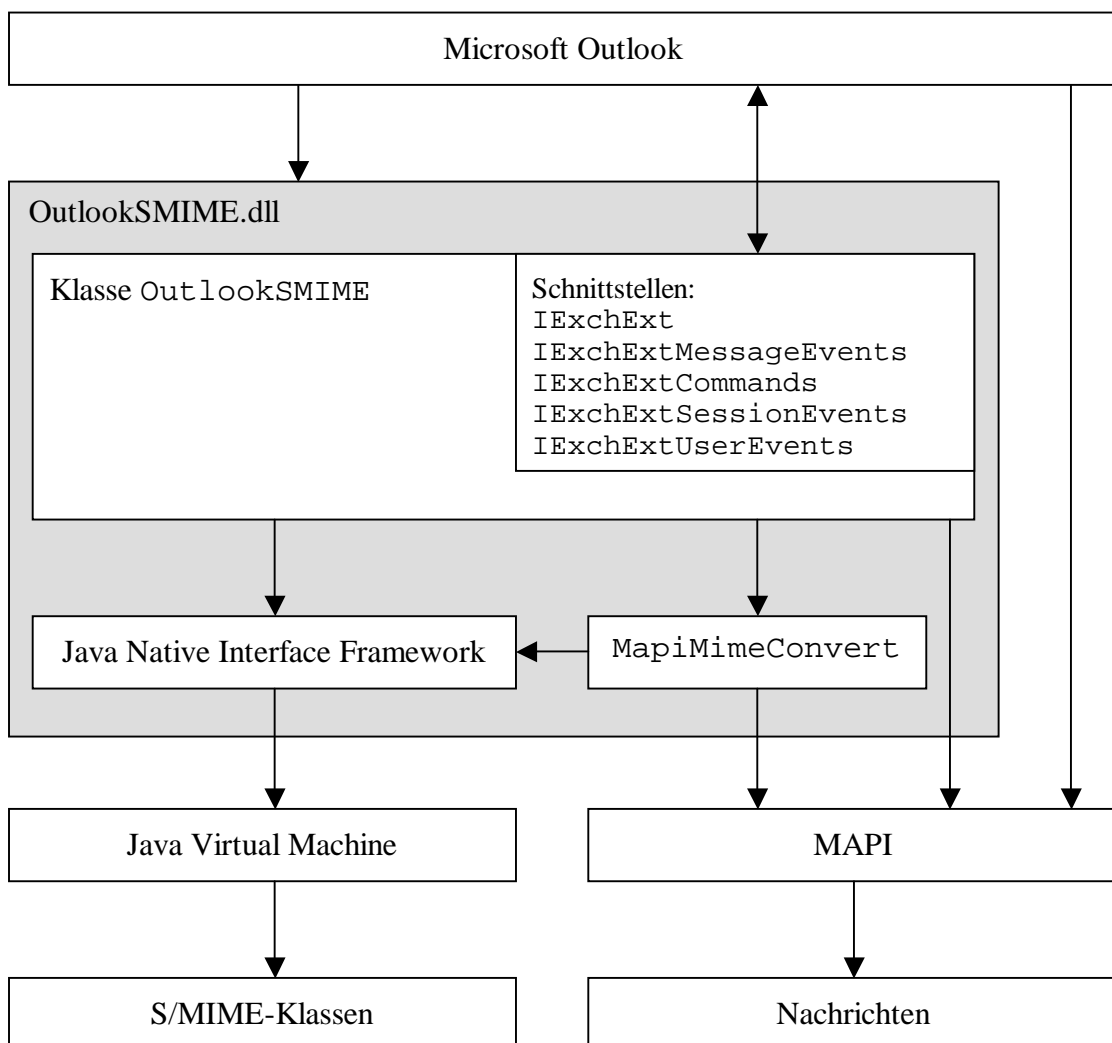 Microsoft Outlook
OutlookSMIME.dll
Klasse OutlookSMIME
Schnittstellen:
IExchExt
IExchExtMessageEvents
IExchExtCommands
IExchExtSessionEvents
IExchExtUserEvents
Java Native Interface Framework
MapiMimeConvert
Java Virtual Machine
MAPI
S/MIME-Klassen
Nachrichten